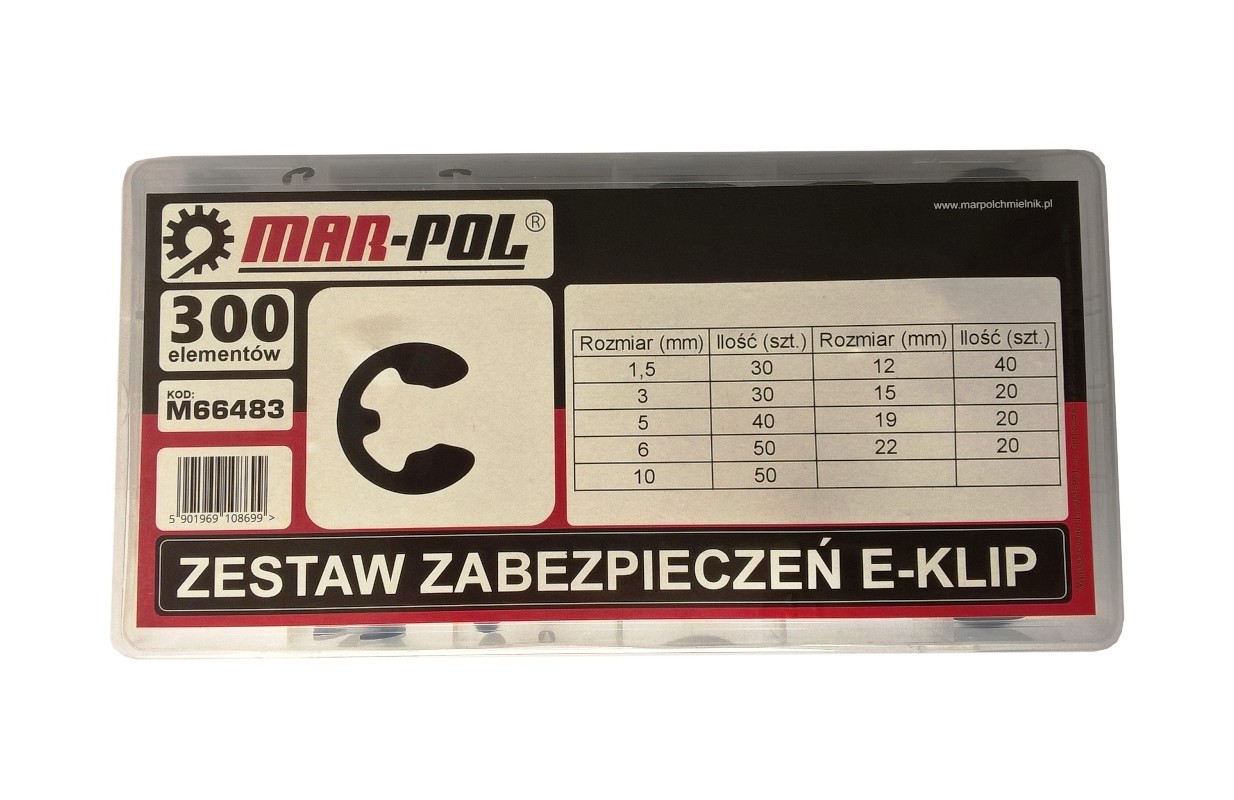 MAR-POL®
www.marpolchmielnik.pl
300
elementów
KOD:
M66483
5 901969 108699 >
Rozmiar (mm) Ilość (szt.) Rozmiar (mm) Ilość (szt.)
1,5 30 12 40
3 30 15 20
5 40 19 20
6 50 22 20
10 50
ZESTAW ZABEZPIECZEŃ E-KLIP